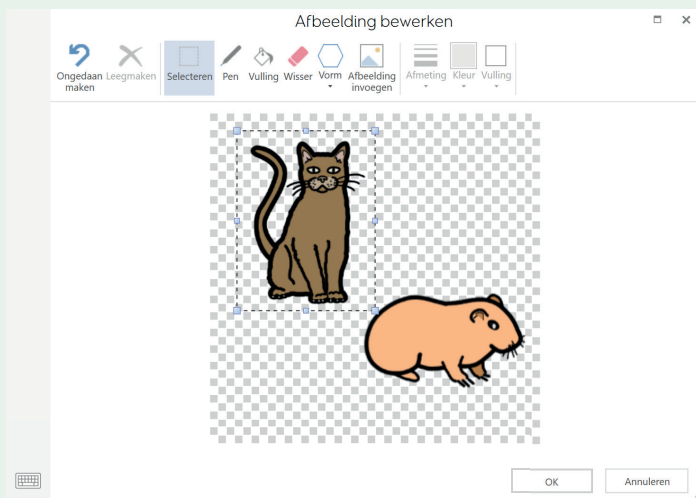 Afbeelding bewerken
Ongedaan maken
Leegmaken
Selecteren
Pen
Vulling
Wisser
Vorm
Afbeelding invoegen
Afmeting
Kleur
Vulling
OK
Annuleren